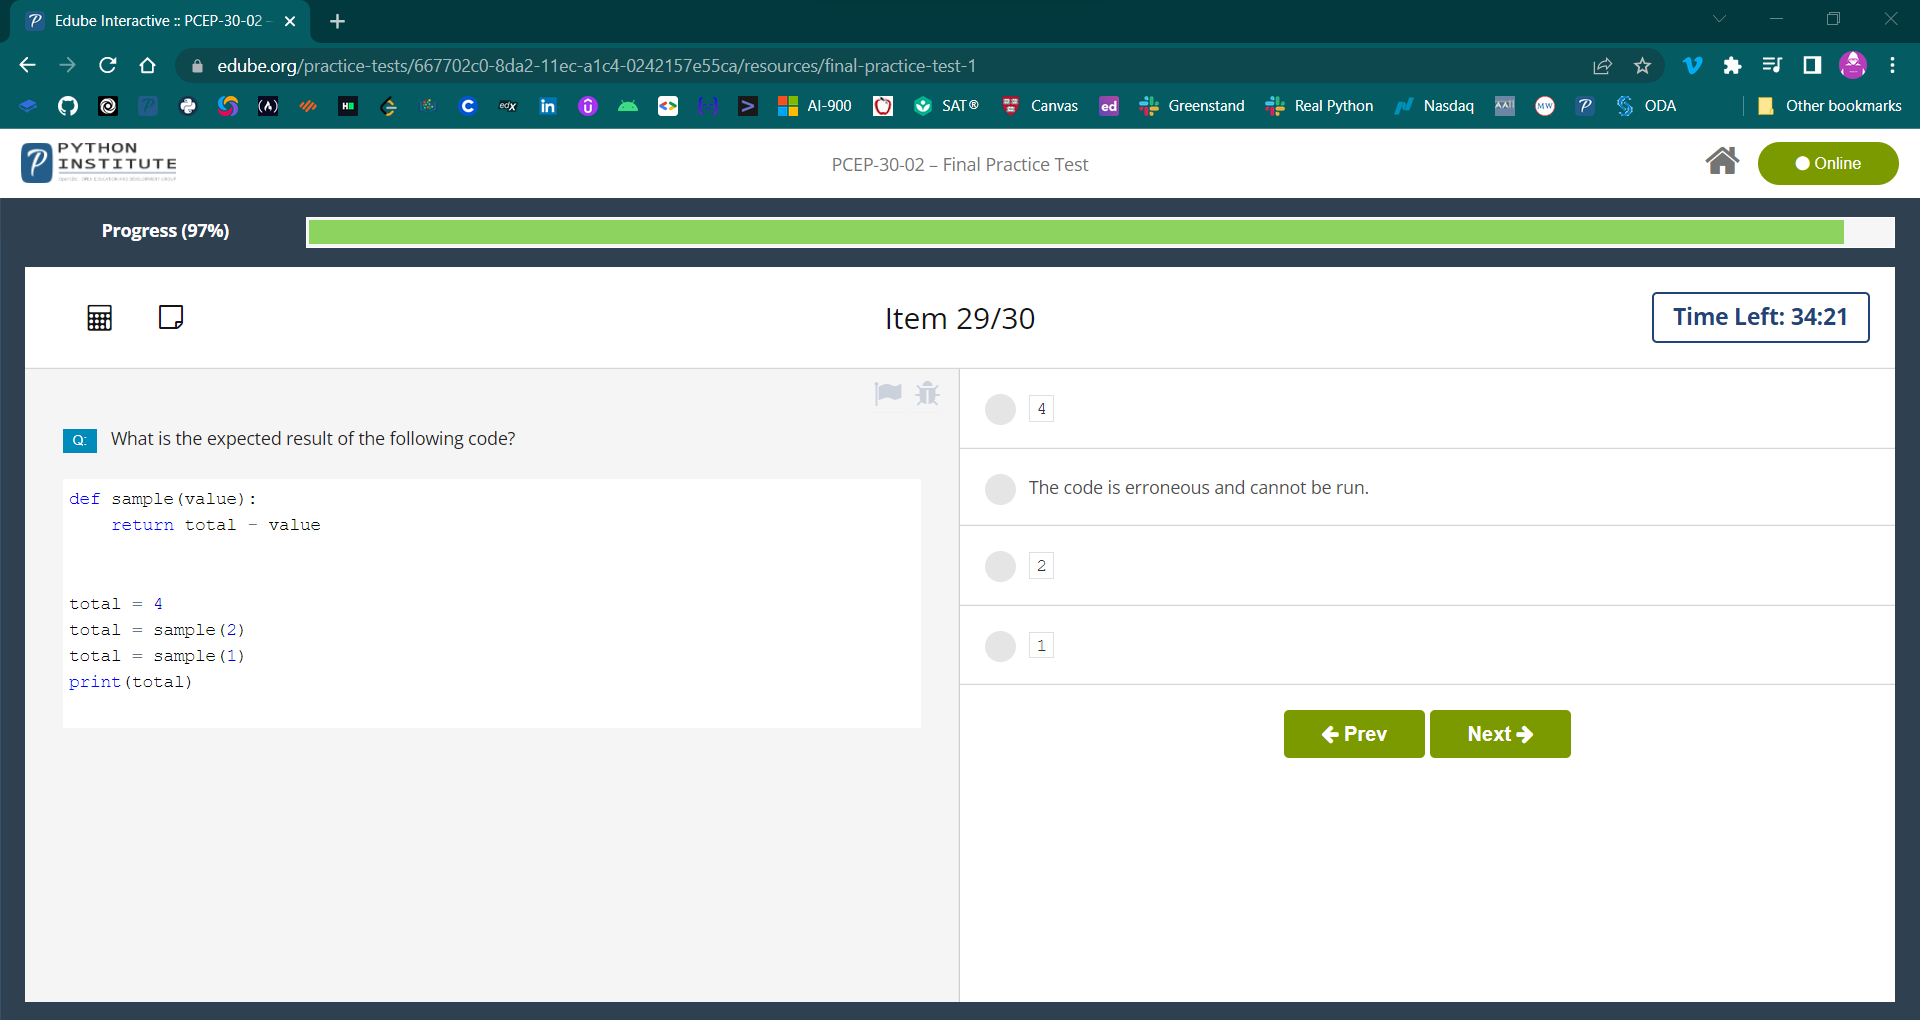 Edube Interactive :: PCEP-30-02 -
edube.org/practice-tests/667702c0-8da2-11ec-a1c4-0242157e55ca/resources/final-practice-test-1
AI-900 SAT® Canvas ed Greenstand Real Python Nasdaq ODA Other bookmarks
PYTHON
INSTITUTE
PCEP-30-02 – Final Practice Test
Online
Progress (97%)
Item 29/30
Time Left: 34:21
Q: What is the expected result of the following code?
def sample(value):
    return total - value
total = 4
total = sample(2)
total = sample(1)
print(total)
4
The code is erroneous and cannot be run.
2
1
Prev
Next